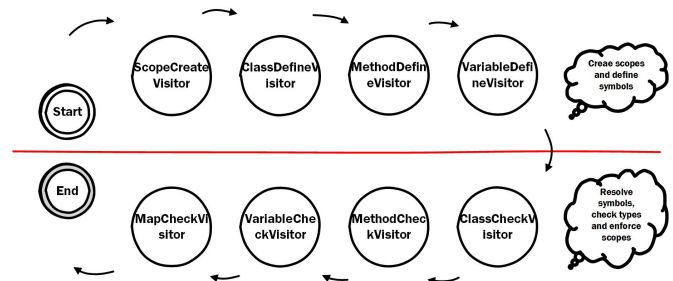 ScopeCreate
Visitor
ClassDefineV
isitor
MethodDefin
eVisitor
VariableDefi
neVisitor
Creae scopes
and define
symbols
Start
End
MapCheckVi
sitor
VariableChe
ckVisitor
MethodChec
kVisitor
ClassCheckV
isitor
Resolve
symbols,
check types
and enforce
scopes